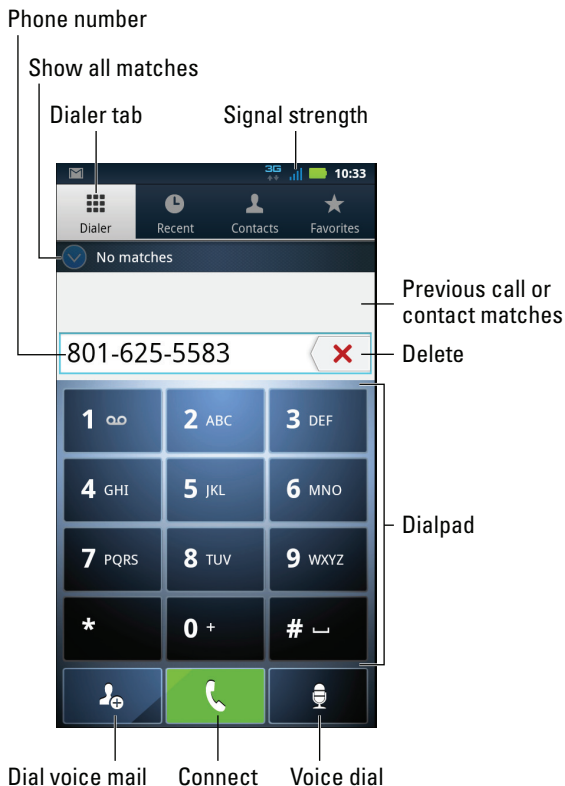 Phone number
Show all matches
Dialer tab
Signal strength
3G
10:33
Dialer
Recent
Contacts
Favorites
No matches
Previous call or
contact matches
801-625-5583
Delete
1
2 ABC
3 DEF
4 GHI
5 JKL
6 MNO
Dialpad
7 PQRS
8 TUV
9 WXYZ
*
0 +
#
Dial voice mail
Connect
Voice dial